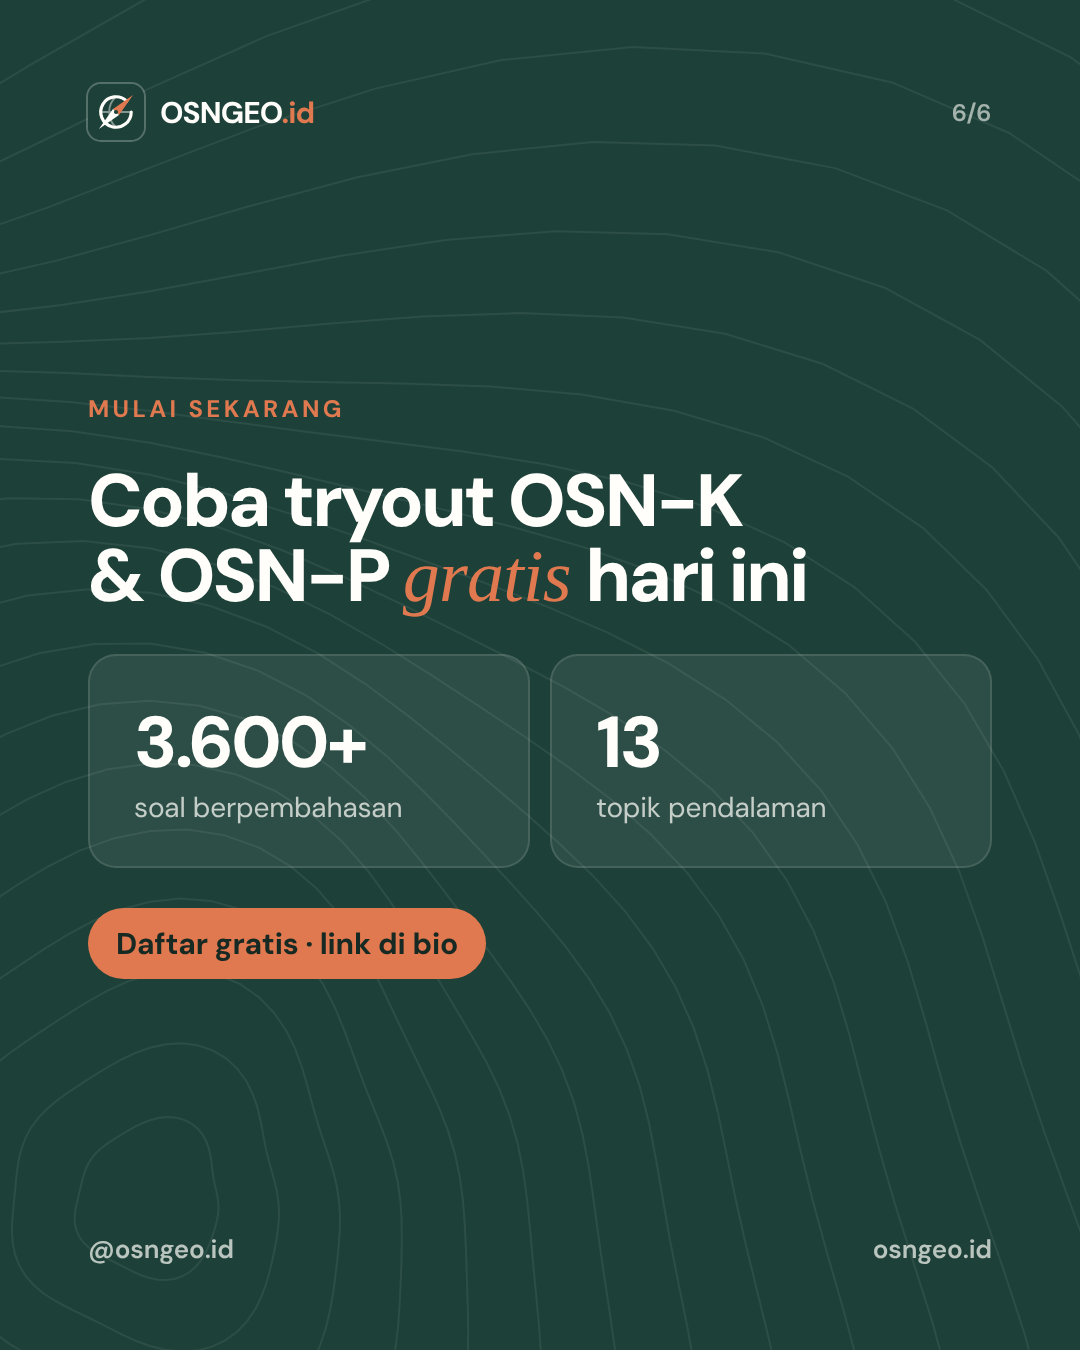 OSNGEO.id
6/6
MULAI SEKARANG
Coba tryout OSN-K
& OSN-P gratis hari ini
3.600+
soal berpembahasan
13
topik pendalaman
Daftar gratis · link di bio
@osngeo.id
osngeo.id